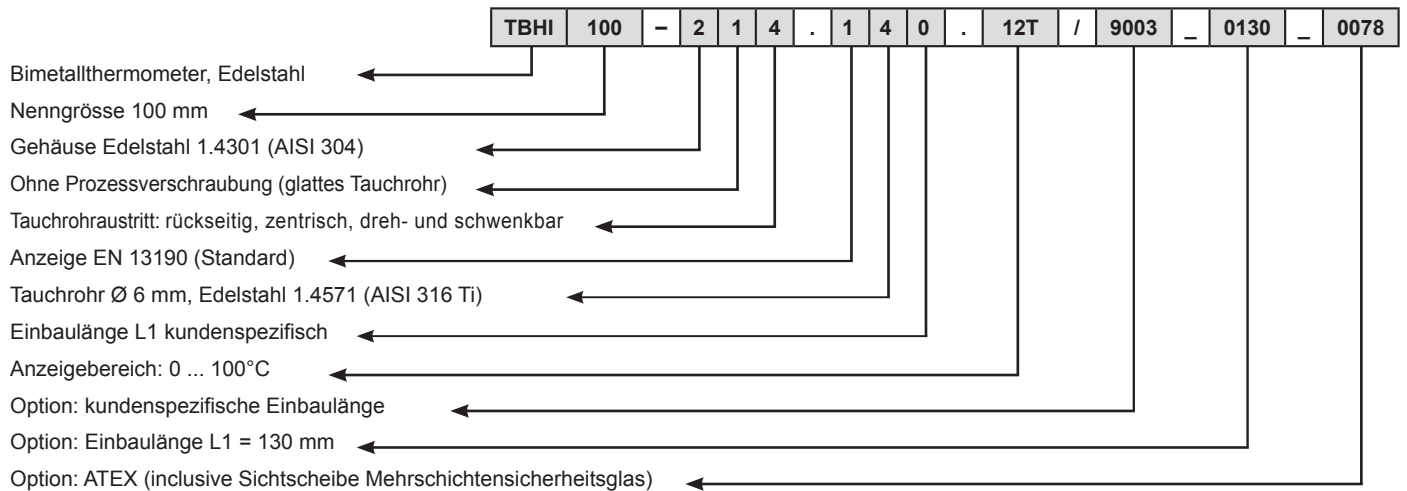 TBHI 100 – 2 1 4 . 1 4 0 . 12T / 9003 _ 0130 _ 0078
Bimetallthermometer, Edelstahl
Nenngrösse 100 mm
Gehäuse Edelstahl 1.4301 (AISI 304)
Ohne Prozessverschraubung (glattes Tauchrohr)
Tauchrohraustritt: rückseitig, zentrisch, dreh- und schwenkbar
Anzeige EN 13190 (Standard)
Tauchrohr Ø 6 mm, Edelstahl 1.4571 (AISI 316 Ti)
Einbaulänge L1 kundenspezifisch
Anzeigebereich: 0 ... 100°C
Option: kundenspezifische Einbaulänge
Option: Einbaulänge L1 = 130 mm
Option: ATEX (inclusive Sichtscheibe Mehrschichtensicherheitsglas)